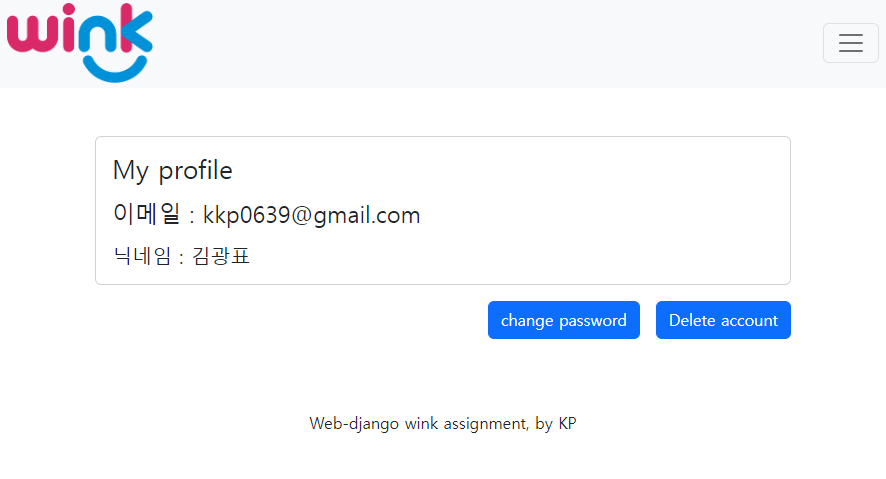 wink
My profile
이메일 : kkp0639@gmail.com
닉네임 : 김광표
change password
Delete account
Web-django wink assignment, by KP